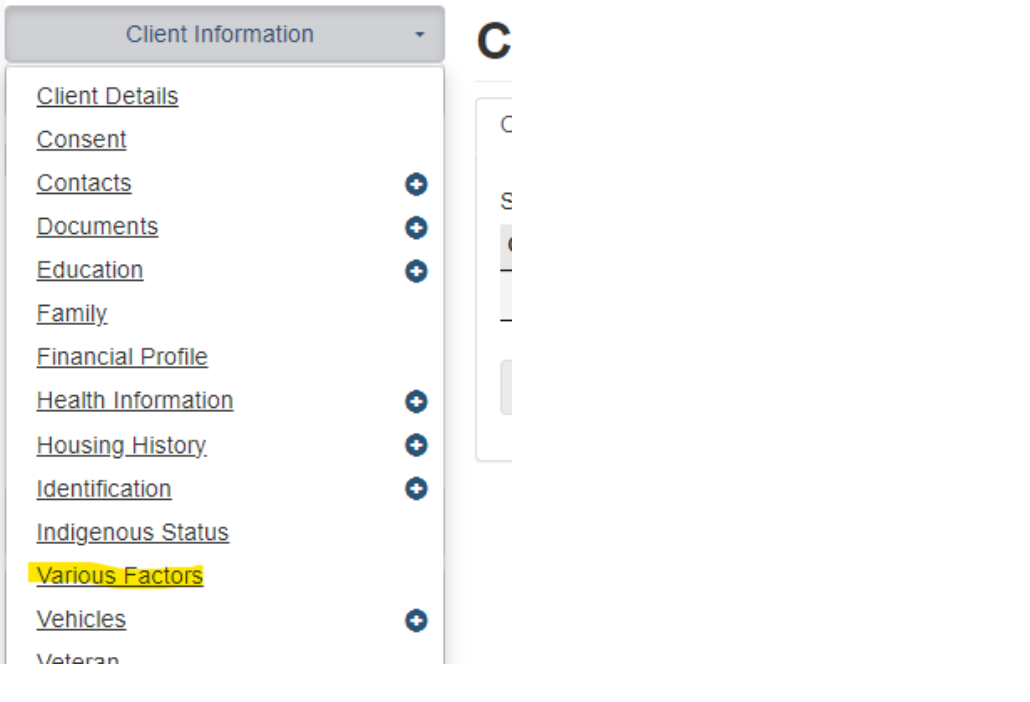 Client Information
Client Details
Consent
Contacts
Documents
Education
Family
Financial Profile
Health Information
Housing History
Identification
Indigenous Status
Various Factors
Vehicles
Veteran